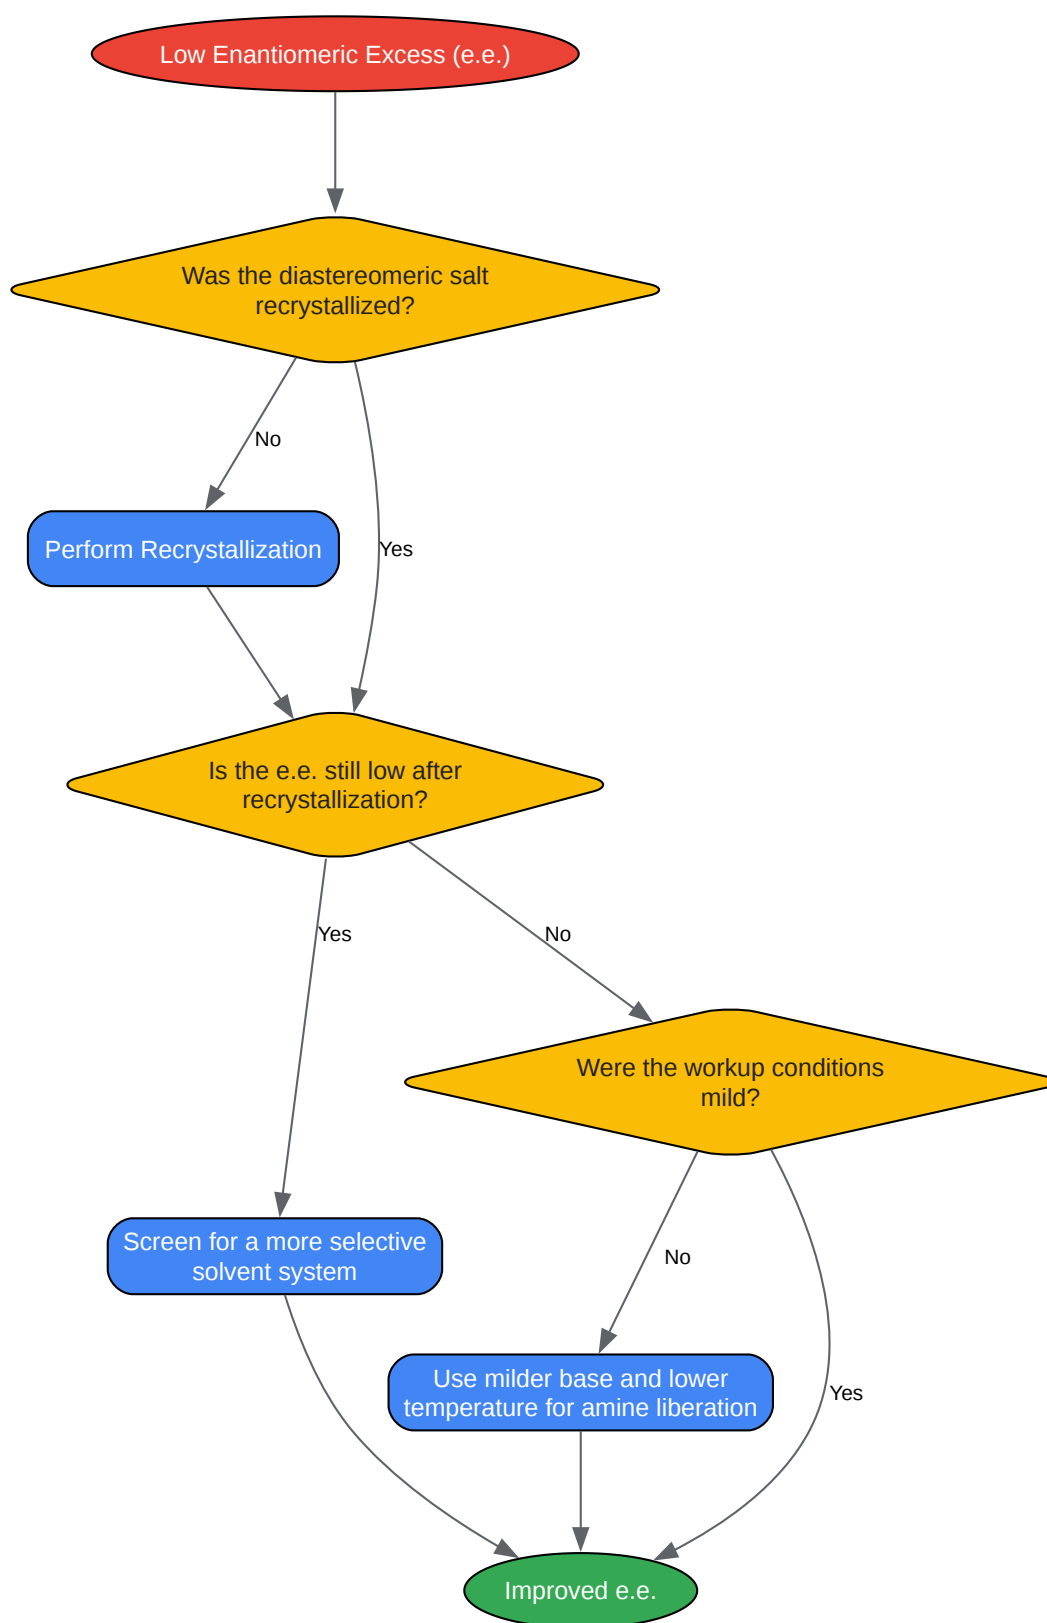 Low Enantiomeric Excess (e.e.)
Was the diastereomeric salt
recrystallized?
No
Perform Recrystallization
Yes
Is the e.e. still low after
recrystallization?
Yes
No
Were the workup conditions
mild?
Screen for a more selective
solvent system
No
Use milder base and lower
temperature for amine liberation
Yes
Improved e.e.